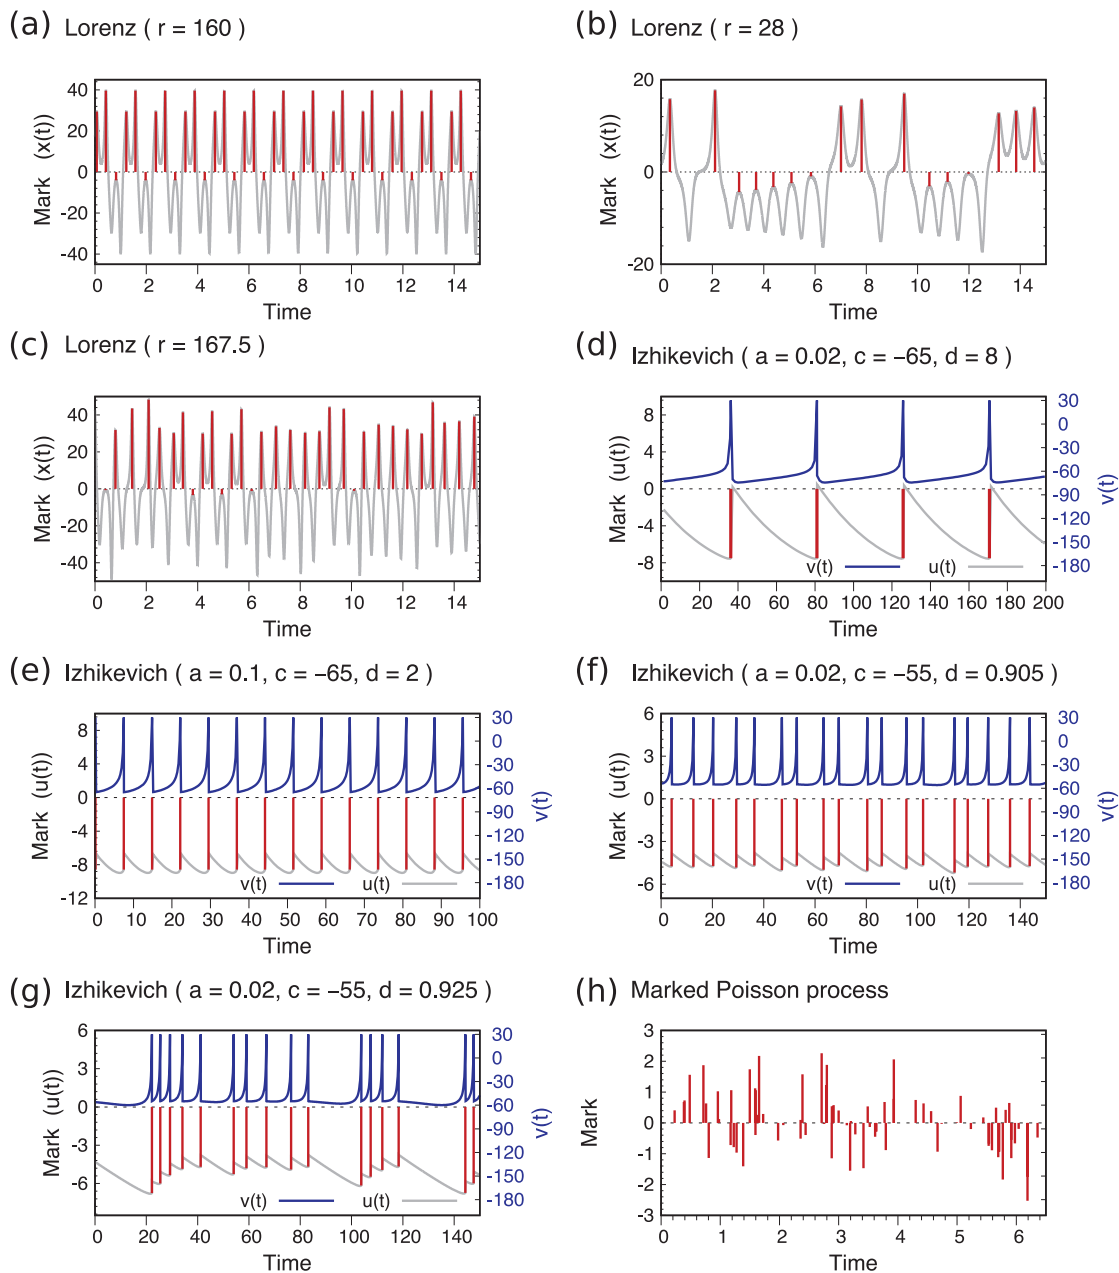 (a) Lorenz ( r = 160 )
40
20
0
-20
-40
Mark (x(t))
0 2 4 6 8 10 12 14
Time
(b) Lorenz ( r = 28 )
20
0
-20
Mark (x(t))
0 2 4 6 8 10 12 14
Time
(c) Lorenz ( r = 167.5 )
40
20
0
-20
-40
Mark (x(t))
0 2 4 6 8 10 12 14
Time
(d) Izhikevich ( a = 0.02, c = −65, d = 8 )
8
4
0
-4
-8
Mark (u(t))
30
0
-30
-60
-90
-120
-150
-180
v(t)
v(t) u(t)
0 20 40 60 80 100 120 140 160 180 200
Time
(e) Izhikevich ( a = 0.1, c = −65, d = 2 )
8
4
0
-4
-8
-12
Mark (u(t))
30
0
-30
-60
-90
-120
-150
-180
v(t)
v(t) u(t)
0 10 20 30 40 50 60 70 80 90 100
Time
(f) Izhikevich ( a = 0.02, c = −55, d = 0.905 )
6
3
0
-3
-6
Mark (u(t))
30
0
-30
-60
-90
-120
-150
-180
v(t)
v(t) u(t)
0 20 40 60 80 100 120 140
Time
(g) Izhikevich ( a = 0.02, c = −55, d = 0.925 )
6
3
0
-3
-6
Mark (u(t))
30
0
-30
-60
-90
-120
-150
-180
v(t)
v(t) u(t)
0 20 40 60 80 100 120 140
Time
(h) Marked Poisson process
3
2
1
0
-1
-2
-3
Mark
0 1 2 3 4 5 6
Time